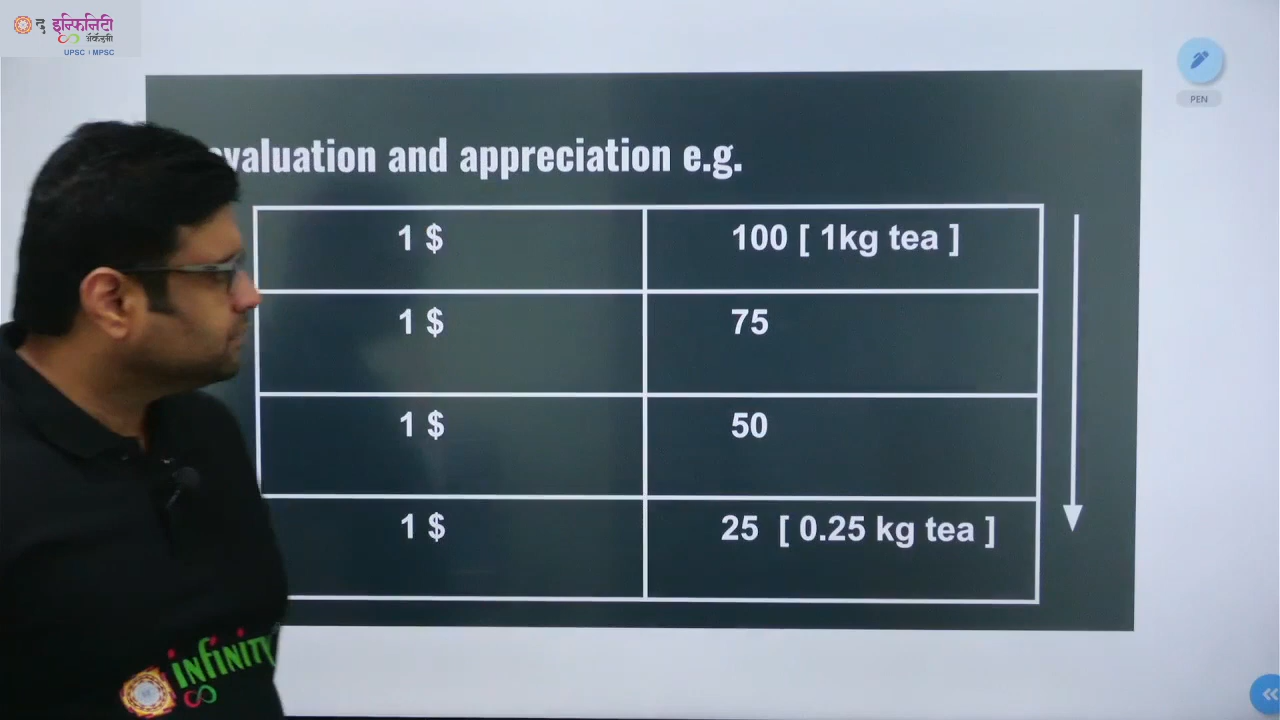 द इन्फिनिटी
अ‍ॅकॅडमी
UPSC | MPSC
PEN
evaluation and appreciation e.g.
1 $ 100 [ 1kg tea ]
1 $ 75
1 $ 50
1 $ 25 [ 0.25 kg tea ]
infinity